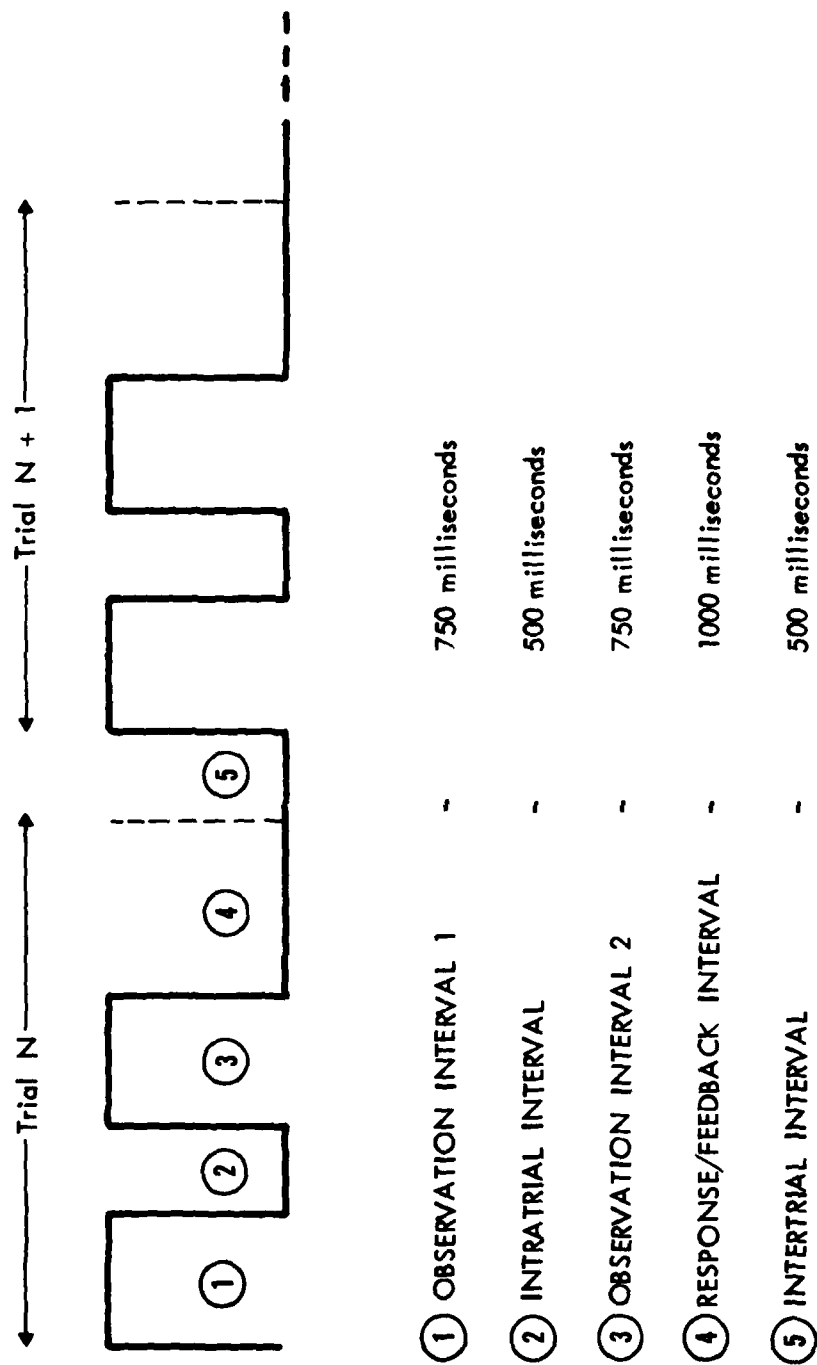 Trial N
Trial N + 1
1 2 3 4 5
1 OBSERVATION INTERVAL 1 - 750 milliseconds
2 INTRATRIAL INTERVAL - 500 milliseconds
3 OBSERVATION INTERVAL 2 - 750 milliseconds
4 RESPONSE/FEEDBACK INTERVAL - 1000 milliseconds
5 INTERTRIAL INTERVAL - 500 milliseconds